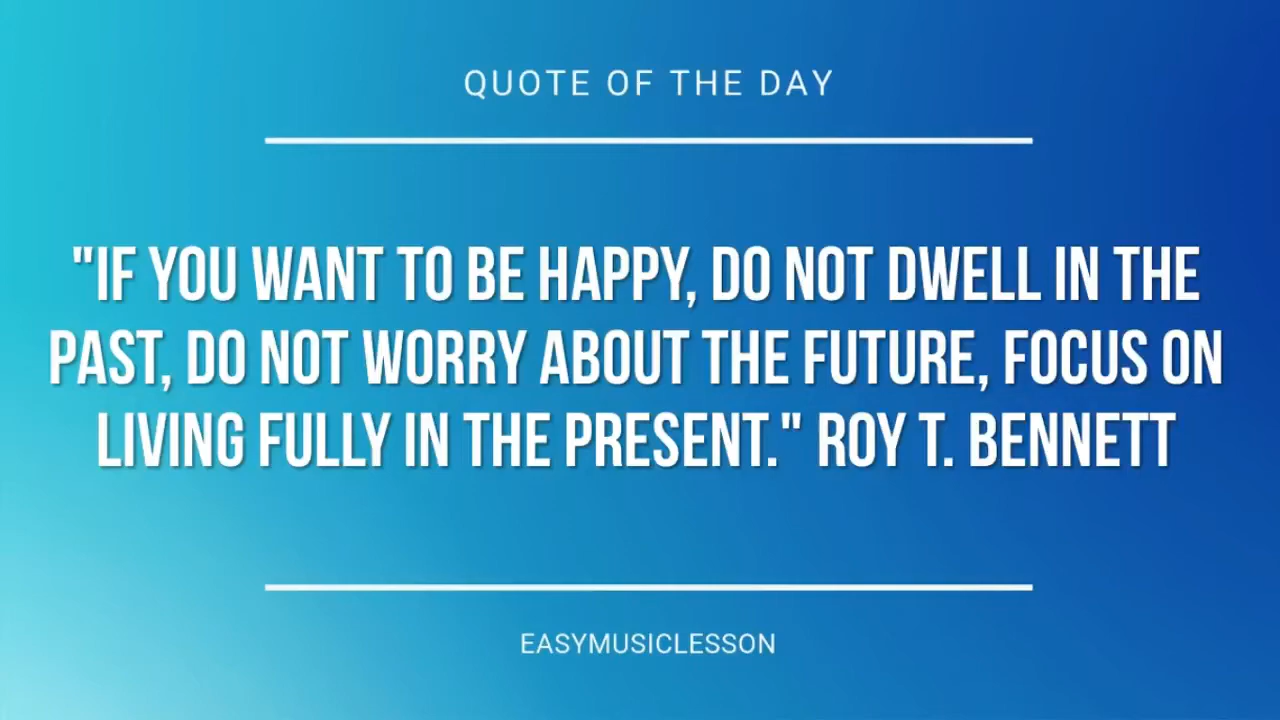 QUOTE OF THE DAY
"IF YOU WANT TO BE HAPPY, DO NOT DWELL IN THE
PAST, DO NOT WORRY ABOUT THE FUTURE, FOCUS ON
LIVING FULLY IN THE PRESENT." ROY T. BENNETT
EASYMUSICLESSON